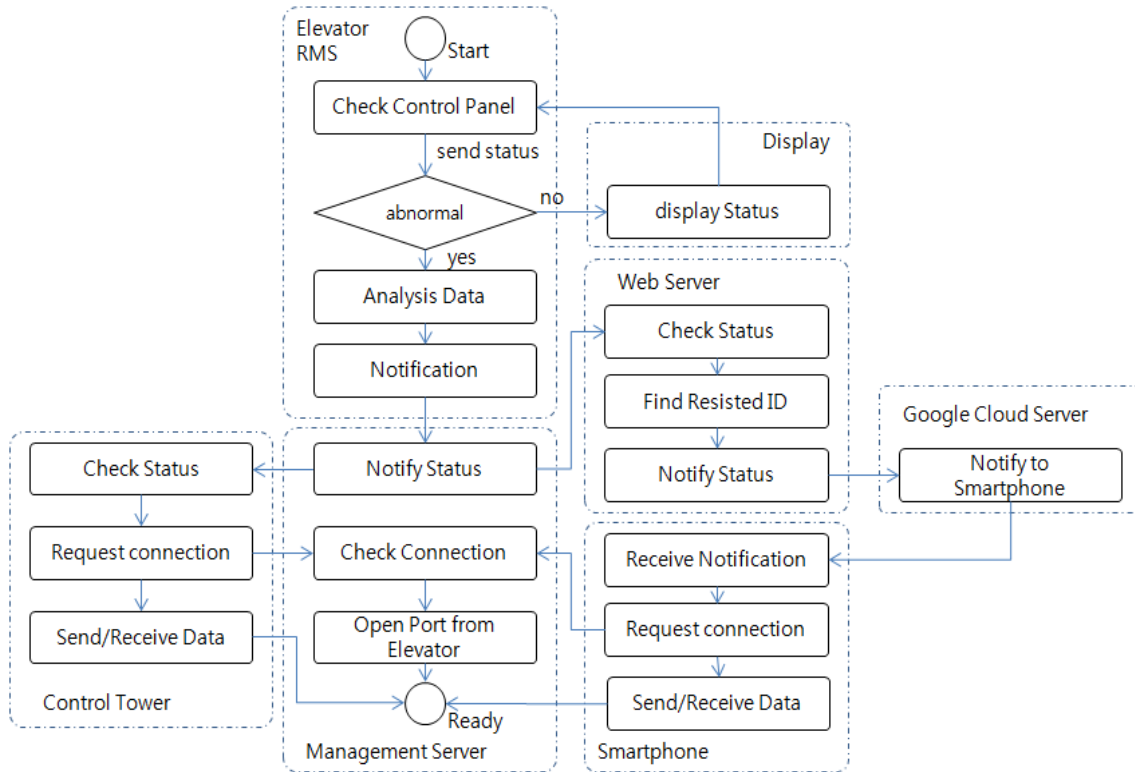 Elevator
RMS
Start
Check Control Panel
send status
abnormal
no
yes
Analysis Data
Notification
Display
display Status
Web Server
Check Status
Find Resisted ID
Notify Status
Google Cloud Server
Notify to
Smartphone
Check Status
Request connection
Send/Receive Data
Control Tower
Notify Status
Check Connection
Open Port from
Elevator
Ready
Management Server
Receive Notification
Request connection
Send/Receive Data
Smartphone